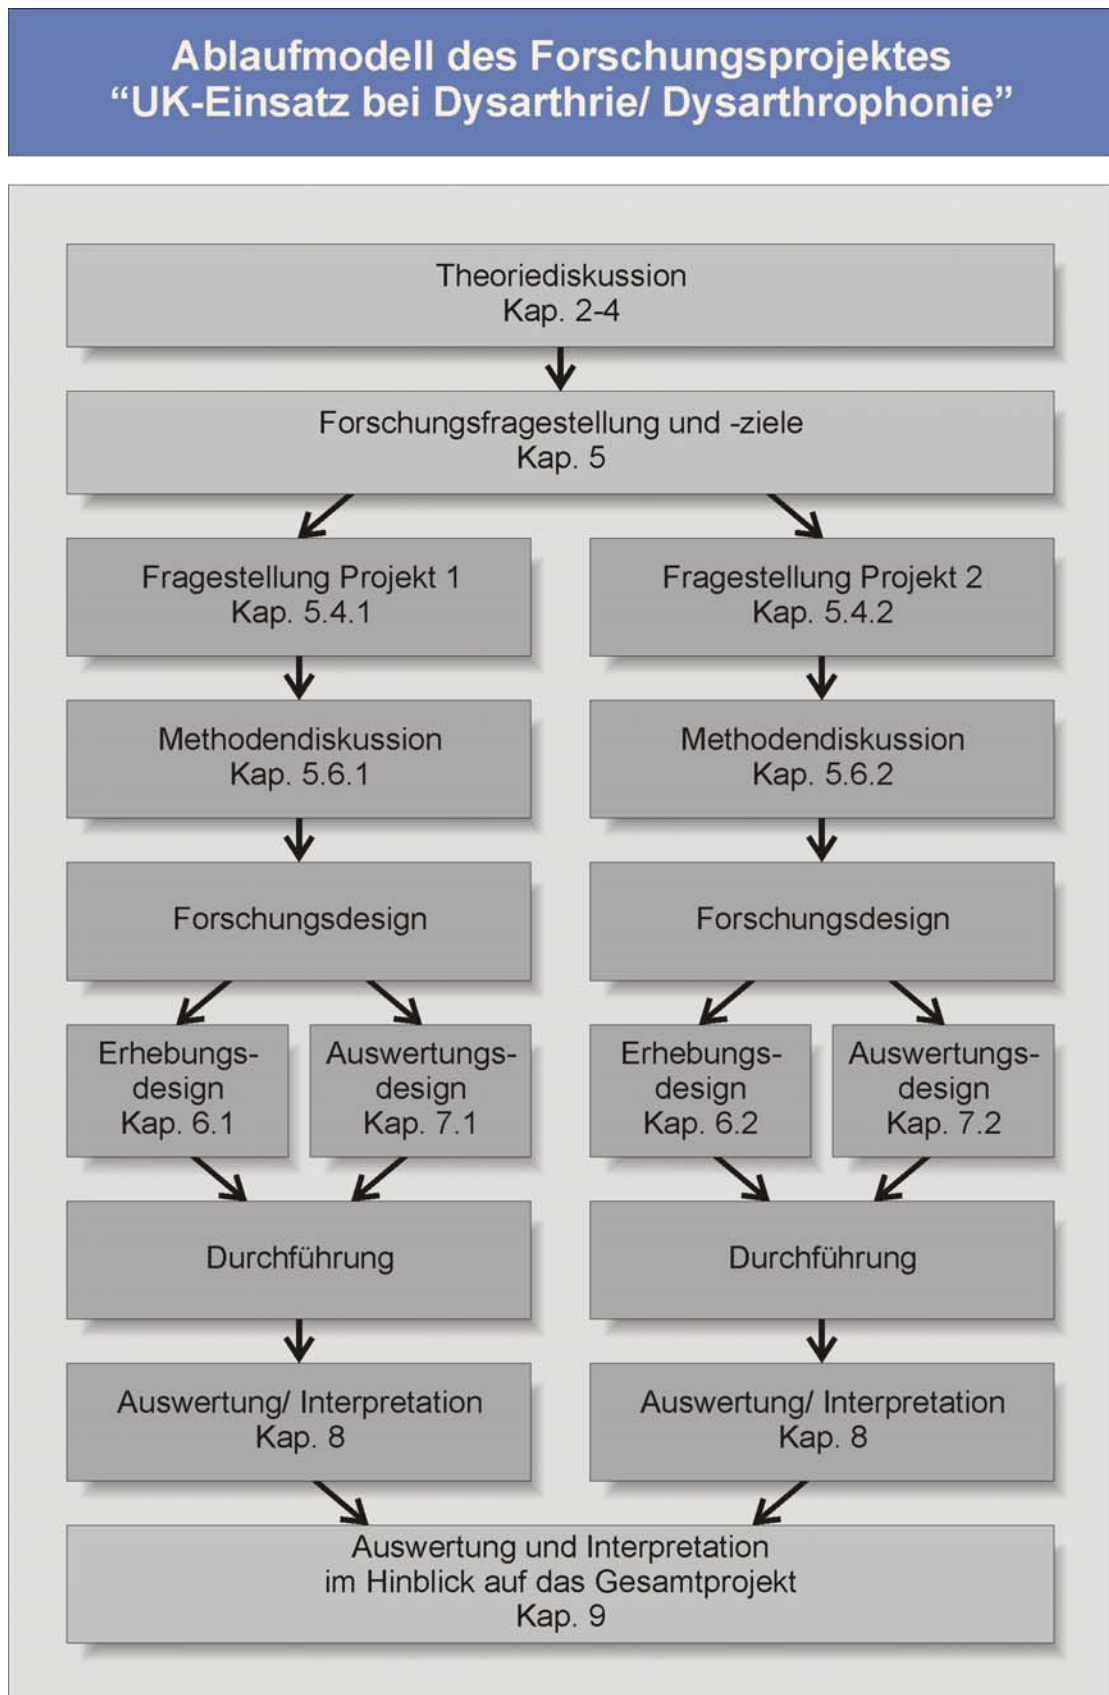 Ablaufmodell des Forschungsprojektes
“UK-Einsatz bei Dysarthrie/ Dysarthrophonie”
Theoriediskussion
Kap. 2-4
Forschungsfragestellung und -ziele
Kap. 5
Fragestellung Projekt 1
Kap. 5.4.1
Fragestellung Projekt 2
Kap. 5.4.2
Methodendiskussion
Kap. 5.6.1
Methodendiskussion
Kap. 5.6.2
Forschungsdesign
Forschungsdesign
Erhebungs-
design
Kap. 6.1
Auswertungs-
design
Kap. 7.1
Erhebungs-
design
Kap. 6.2
Auswertungs-
design
Kap. 7.2
Durchführung
Durchführung
Auswertung/ Interpretation
Kap. 8
Auswertung/ Interpretation
Kap. 8
Auswertung und Interpretation
im Hinblick auf das Gesamtprojekt
Kap. 9